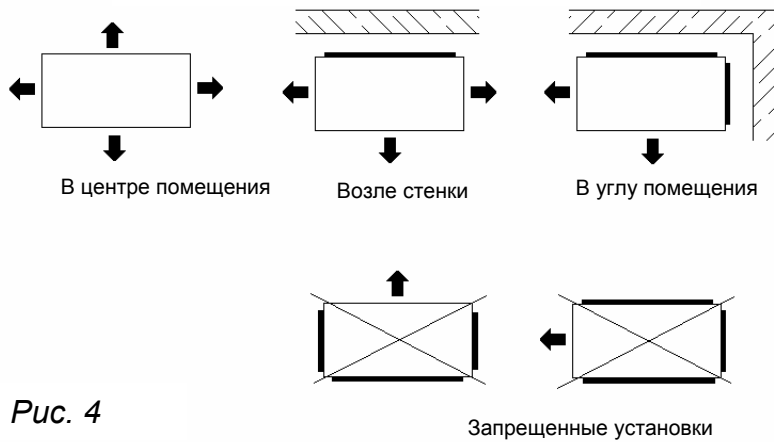 В центре помещения
Возле стенки
В углу помещения
Рис. 4
Запрещенные установки